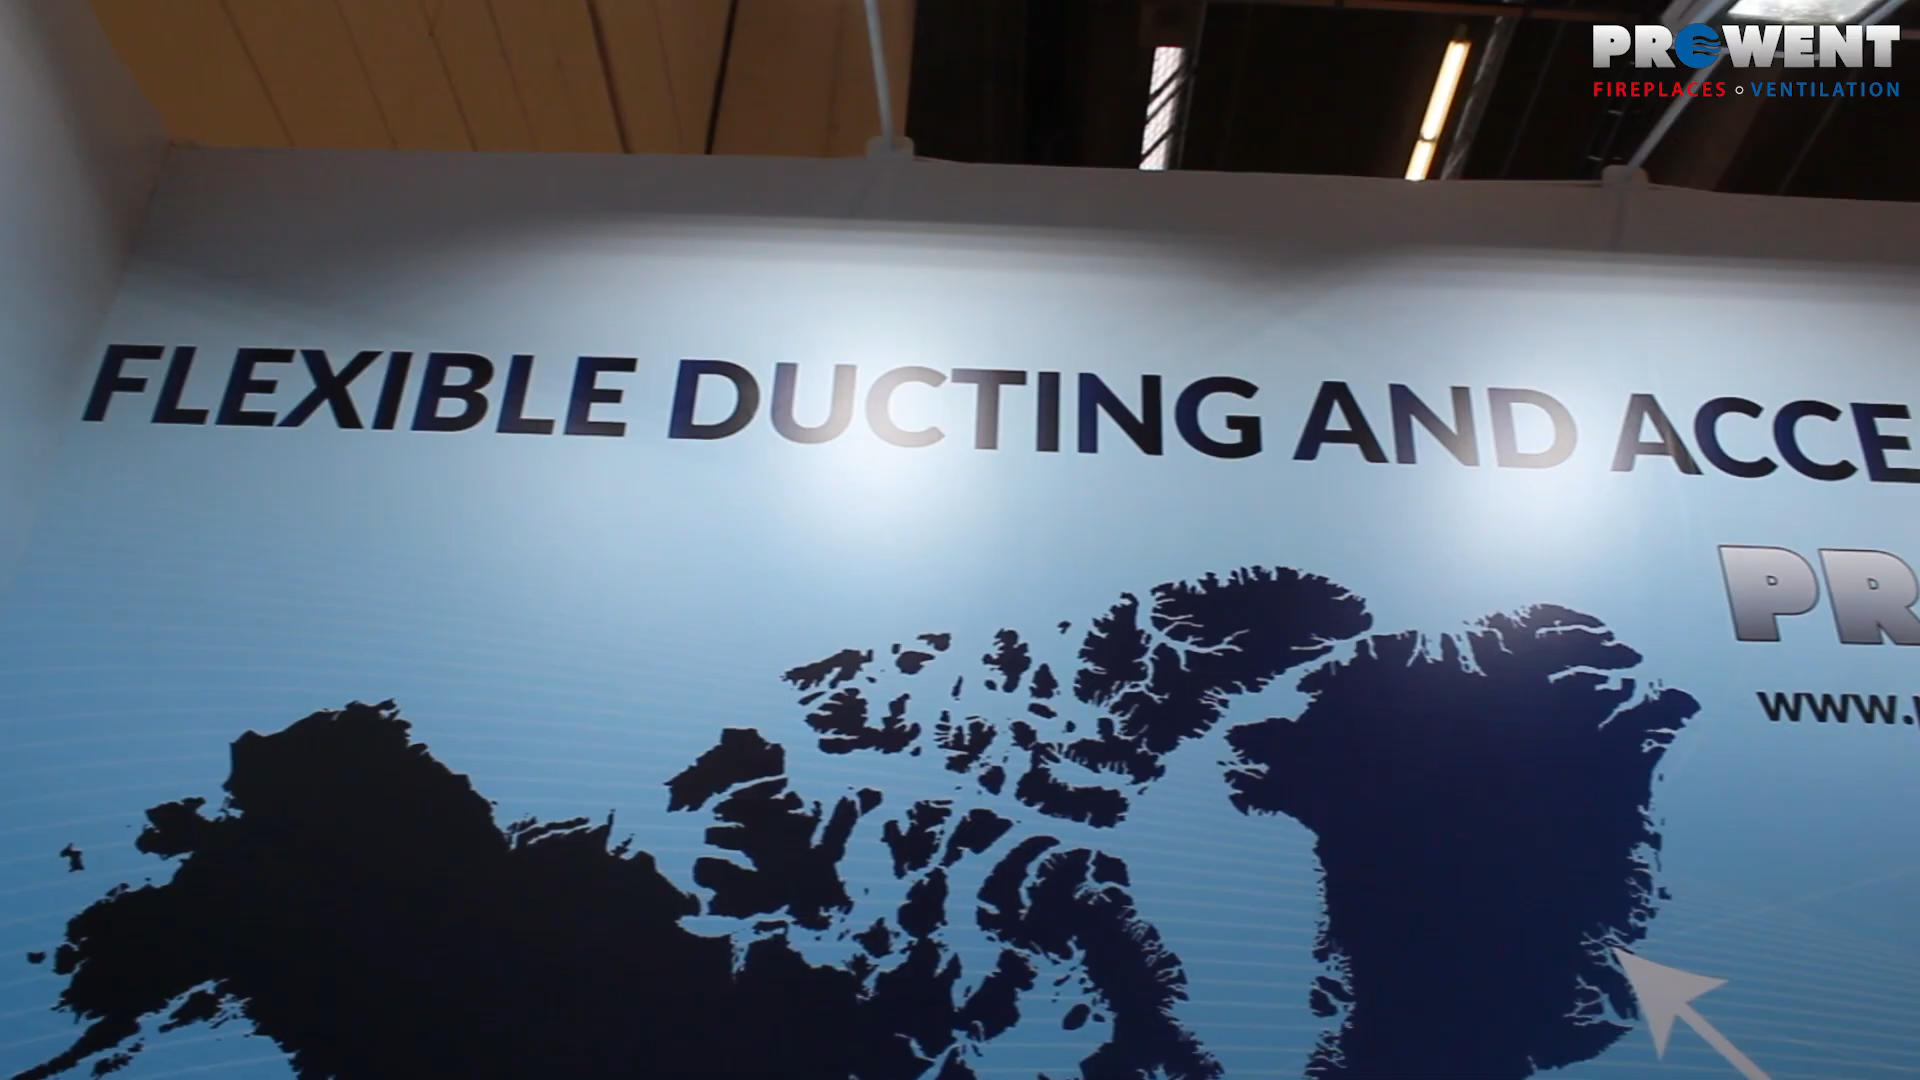 PROWENT
FIREPLACES ○ VENTILATION
FLEXIBLE DUCTING AND ACCE
PR
www.